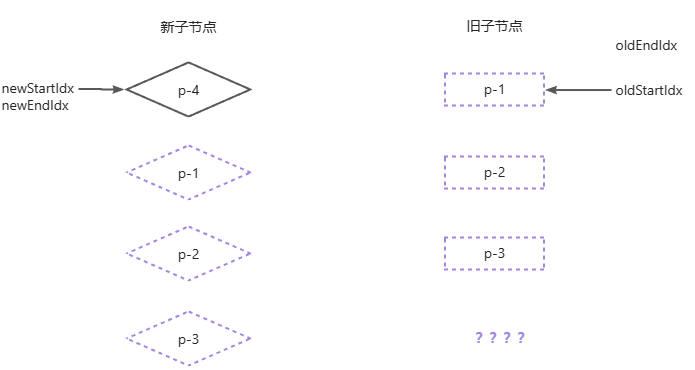 新子节点
旧子节点
oldEndIdx
newStartIdx
newEndIdx
p-4
p-1
oldStartIdx
p-1
p-2
p-2
p-3
p-3
? ? ? ?